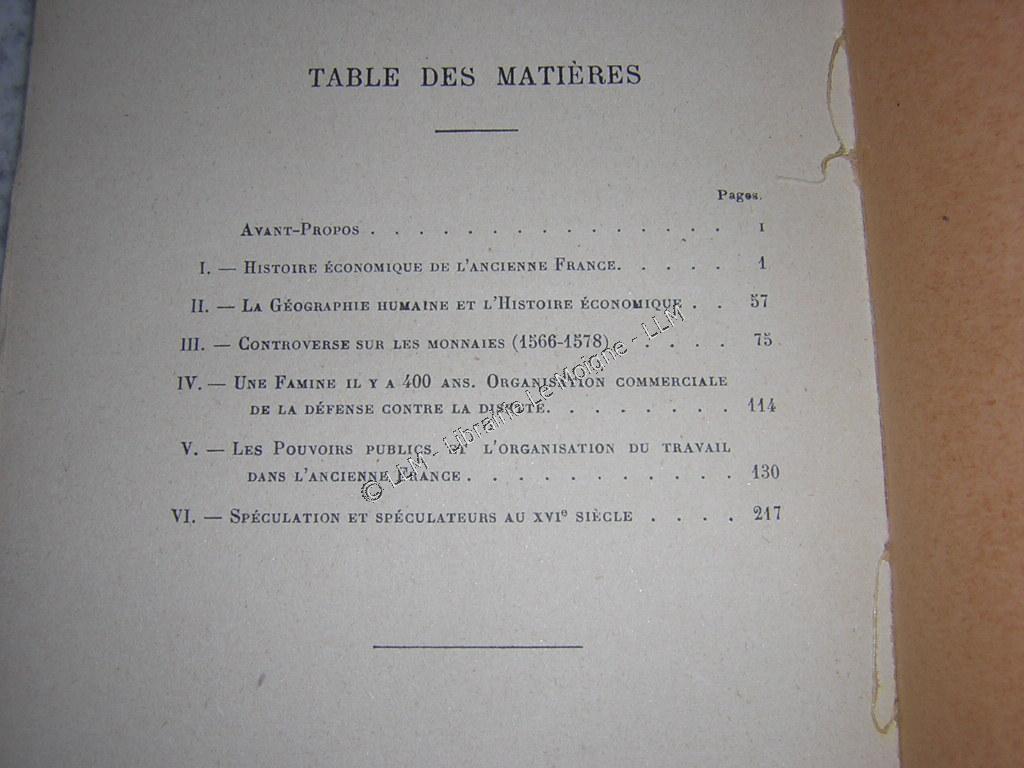 TABLE DES MATIÈRES
Pages.
AVANT-PROPOS . . . . . . . . . . . . . . . I
I. — HISTOIRE ÉCONOMIQUE DE L'ANCIENNE FRANCE. . . . . 1
II. — LA GÉOGRAPHIE HUMAINE ET L'HISTOIRE ÉCONOMIQUE . . 57
III. — CONTROVERSE SUR LES MONNAIES (1566-1578). . . . . 75
IV. — UNE FAMINE IL Y A 400 ANS. ORGANISATION COMMERCIALE
DE LA DÉFENSE CONTRE LA DISETTE. . . . . . . . 114
V. — LES POUVOIRS PUBLICS ET L'ORGANISATION DU TRAVAIL
DANS L'ANCIENNE FRANCE . . . . . . . . . . . 130
VI. — SPÉCULATION ET SPÉCULATEURS AU XVIe SIÈCLE . . . . 217
© LLM - Librairie Le Moigne - LLM